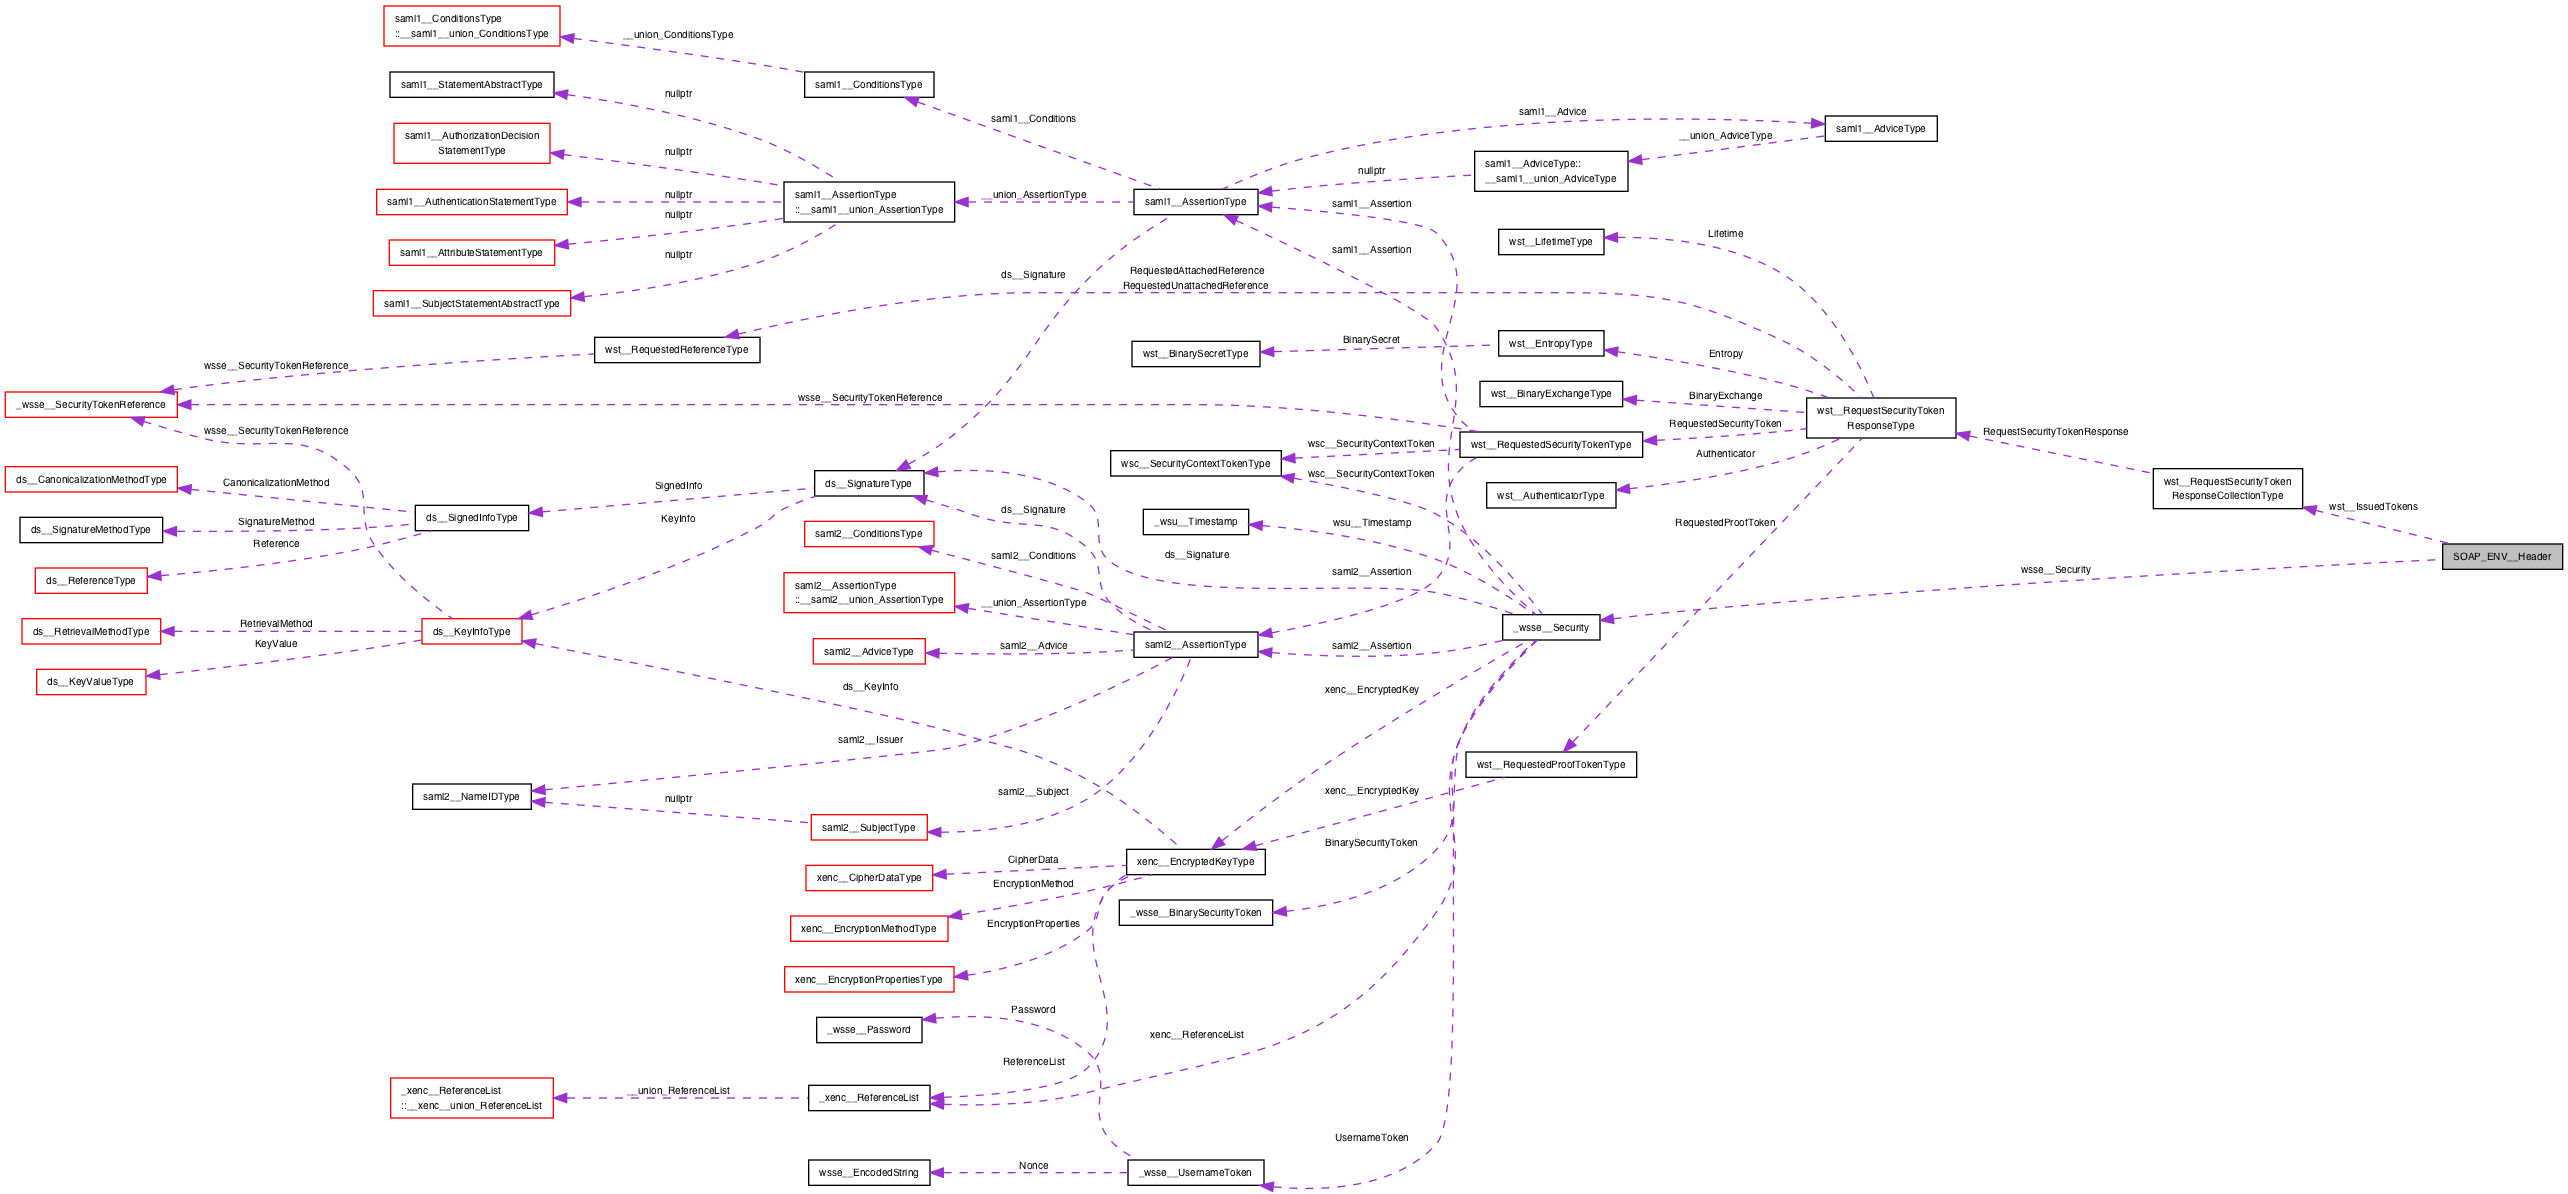 saml1__ConditionsType
::__saml1__union_ConditionsType
__union_ConditionsType
saml1__StatementAbstractType
nullptr
saml1__ConditionsType
saml1__Advice
saml1__AdviceType
saml1__Conditions
saml1__AuthorizationDecision
StatementType
nullptr
__union_AdviceType
saml1__AdviceType::
__saml1__union_AdviceType
nullptr
saml1__AuthenticationStatementType
nullptr
saml1__AssertionType
::__saml1__union_AssertionType
__union_AssertionType
saml1__AssertionType
saml1__Assertion
nullptr
saml1__AttributeStatementType
nullptr
saml1__Assertion
wst__LifetimeType
Lifetime
saml1__SubjectStatementAbstractType
ds__Signature
RequestedAttachedReference
RequestedUnattachedReference
wst__RequestedReferenceType
wst__BinarySecretType
BinarySecret
wst__EntropyType
Entropy
wsse__SecurityTokenReference
_wsse__SecurityTokenReference
wsse__SecurityTokenReference
wst__BinaryExchangeType
BinaryExchange
wst__RequestSecurityToken
ResponseType
wsse__SecurityTokenReference
RequestedSecurityToken
RequestSecurityTokenResponse
wsc__SecurityContextToken
wst__RequestedSecurityTokenType
Authenticator
wsc__SecurityContextTokenType
wsc__SecurityContextToken
ds__CanonicalizationMethodType
CanonicalizationMethod
SignedInfo
ds__SignatureType
wst__AuthenticatorType
wst__RequestSecurityToken
ResponseCollectionType
wst__IssuedTokens
ds__SignatureMethodType
SignatureMethod
ds__SignedInfoType
KeyInfo
ds__Signature
_wsu__Timestamp
wsu__Timestamp
RequestedProofToken
Reference
saml2__ConditionsType
saml2__Conditions
ds__Signature
SOAP_ENV__Header
ds__ReferenceType
saml2__AssertionType
::__saml2__union_AssertionType
__union_AssertionType
saml2__Assertion
wsse__Security
ds__RetrievalMethodType
RetrievalMethod
ds__KeyInfoType
KeyValue
saml2__AdviceType
saml2__Advice
saml2__AssertionType
saml2__Assertion
_wsse__Security
ds__KeyValueType
ds__KeyInfo
xenc__EncryptedKey
saml2__Issuer
wst__RequestedProofTokenType
saml2__NameIDType
nullptr
saml2__Subject
xenc__EncryptedKey
saml2__SubjectType
BinarySecurityToken
xenc__CipherDataType
CipherData
xenc__EncryptedKeyType
EncryptionMethod
xenc__EncryptionMethodType
EncryptionProperties
_wsse__BinarySecurityToken
xenc__EncryptionPropertiesType
Password
_wsse__Password
xenc__ReferenceList
ReferenceList
_xenc__ReferenceList
::__xenc__union_ReferenceList
__union_ReferenceList
_xenc__ReferenceList
UsernameToken
wsse__EncodedString
Nonce
_wsse__UsernameToken